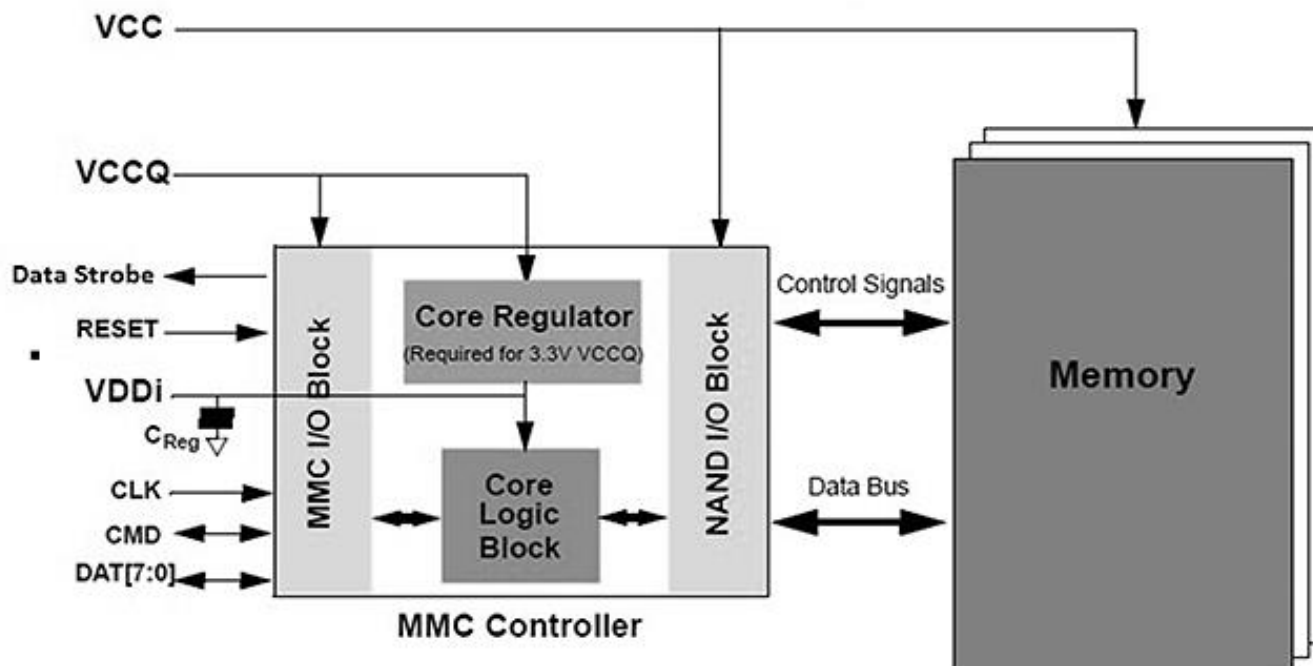 VCC
VCCQ
Data Strobe
RESET
VDDi
CReg
CLK
CMD
DAT[7:0]
MMC I/O Block
Core Regulator
(Required for 3.3V VCCQ)
Core
Logic
Block
NAND I/O Block
MMC Controller
Control Signals
Data Bus
Memory